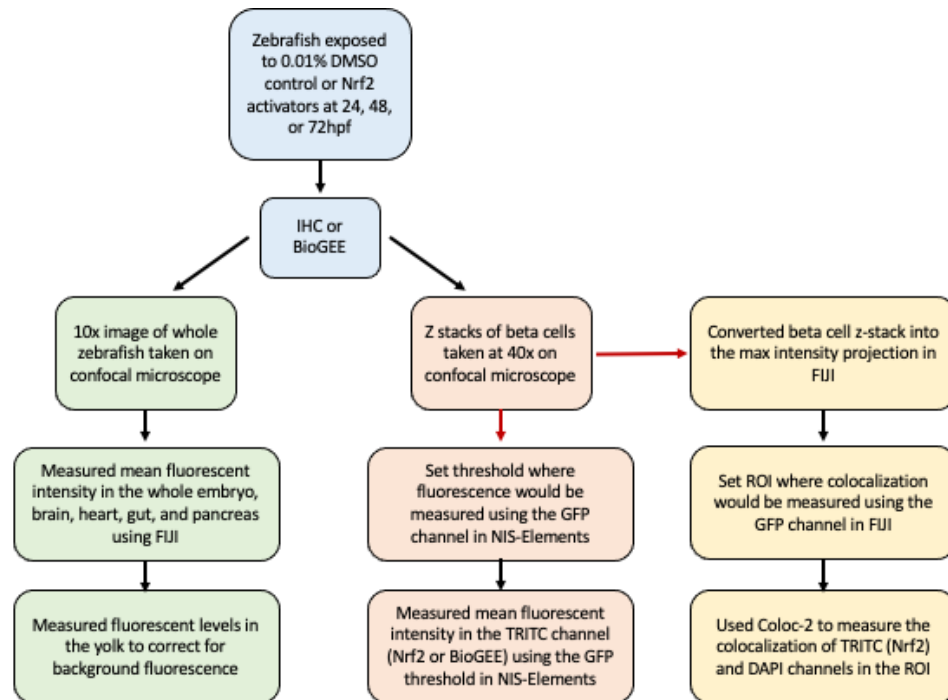 Zebrafish exposed
to 0.01% DMSO
control or Nrf2
activators at 24, 48,
or 72hpf
IHC or
BioGEE
10x image of whole
zebrafish taken on
confocal microscope
Z stacks of beta cells
taken at 40x on
confocal microscope
Converted beta cell z-stack into
the max intensity projection in
FIJI
Measured mean fluorescent
intensity in the whole embryo,
brain, heart, gut, and pancreas
using FIJI
Set threshold where
fluorescence would be
measured using the GFP
channel in NIS-Elements
Set ROI where colocalization
would be measured using the
GFP channel in FIJI
Measured fluorescent levels in
the yolk to correct for
background fluorescence
Measured mean fluorescent
intensity in the TRITC channel
(Nrf2 or BioGEE) using the GFP
threshold in NIS-Elements
Used Coloc-2 to measure the
colocalization of TRITC (Nrf2)
and DAPI channels in the ROI